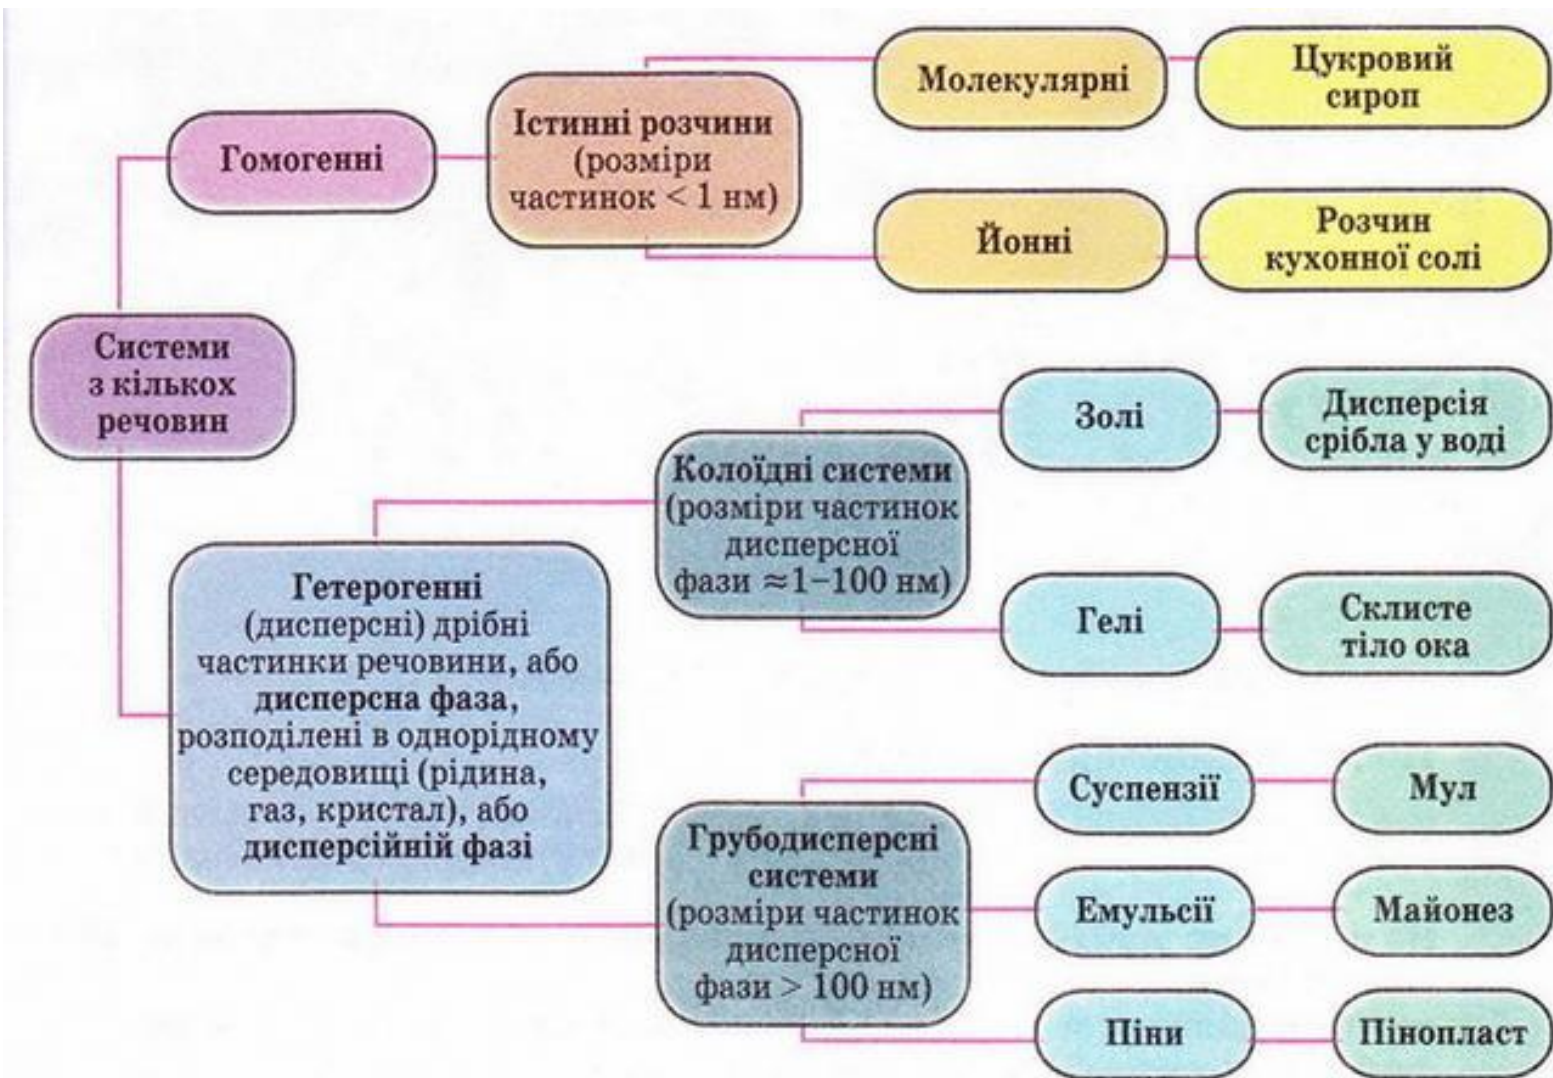 Системи
з кількох
речовин
Гомогенні
Істинні розчини
(розміри
частинок < 1 нм)
Молекулярні
Цукровий
сироп
Йонні
Розчин
кухонної солі
Гетерогенні
(дисперсні) дрібні
частинки речовини, або
дисперсна фаза,
розподілені в однорідному
середовищі (рідина,
газ, кристал), або
дисперсійній фазі
Колоїдні системи
(розміри частинок
дисперсної
фази ≈1–100 нм)
Золі
Дисперсія
срібла у воді
Гелі
Склисте
тіло ока
Грубодисперсні
системи
(розміри частинок
дисперсної
фази > 100 нм)
Суспензії
Мул
Емульсії
Майонез
Піни
Пінопласт